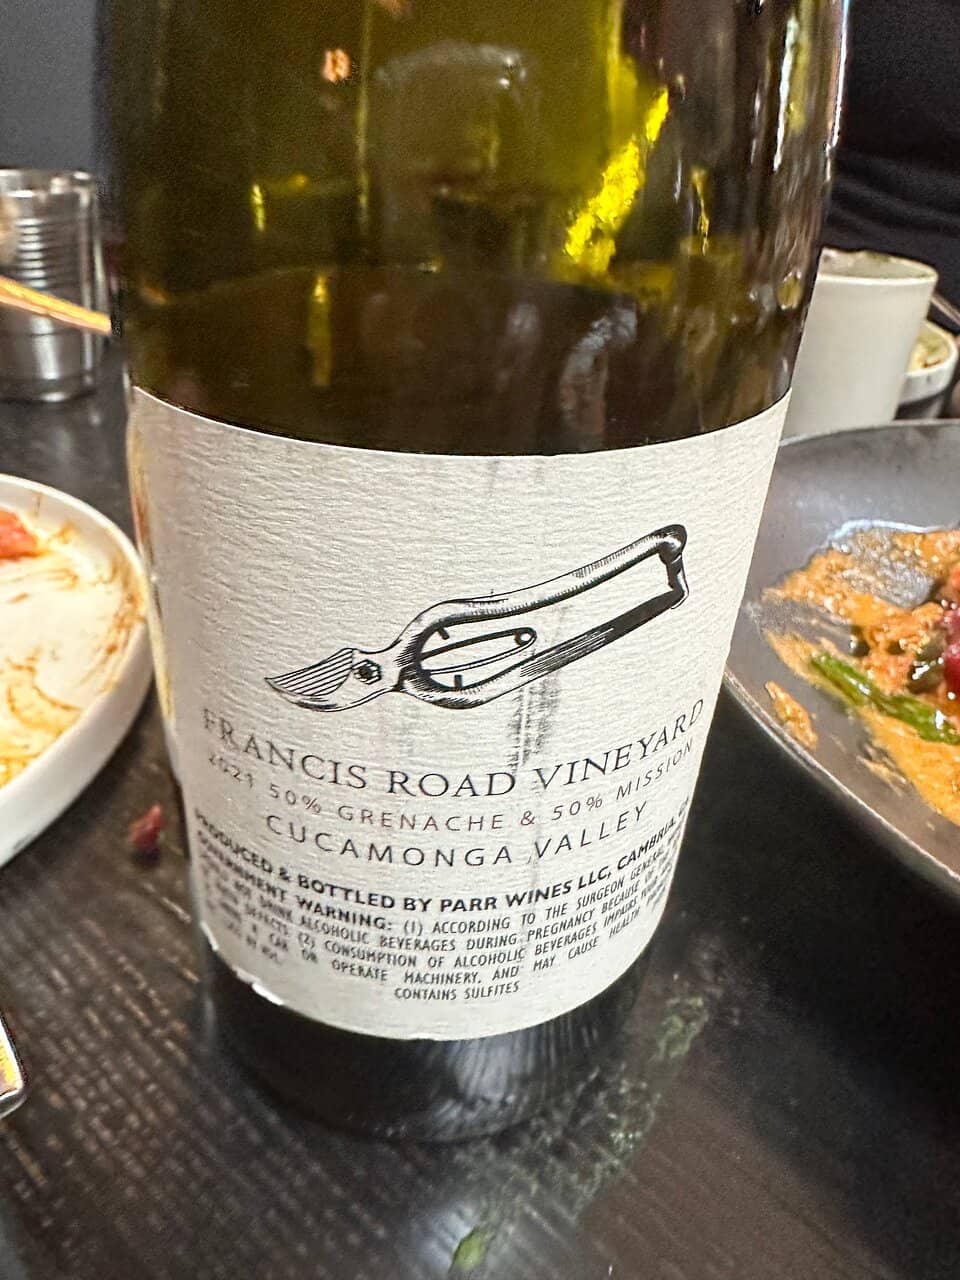 FRANCIS ROAD VINEYARD
2021 50% GRENACHE & 50% MISSION
CUCAMONGA VALLEY
PRODUCED & BOTTLED BY PARR WINES LLC, CAMBRIA, CA
GOVERNMENT WARNING: (1) ACCORDING TO THE SURGEON GENERAL,
NOT DRINK ALCOHOLIC BEVERAGES DURING PREGNANCY BECAUSE OF
DEFECTS. (2) CONSUMPTION OF ALCOHOLIC BEVERAGES IMPAIRS YOUR
A CAR OR OPERATE MACHINERY, AND MAY CAUSE HEALTH
CONTAINS SULFITES